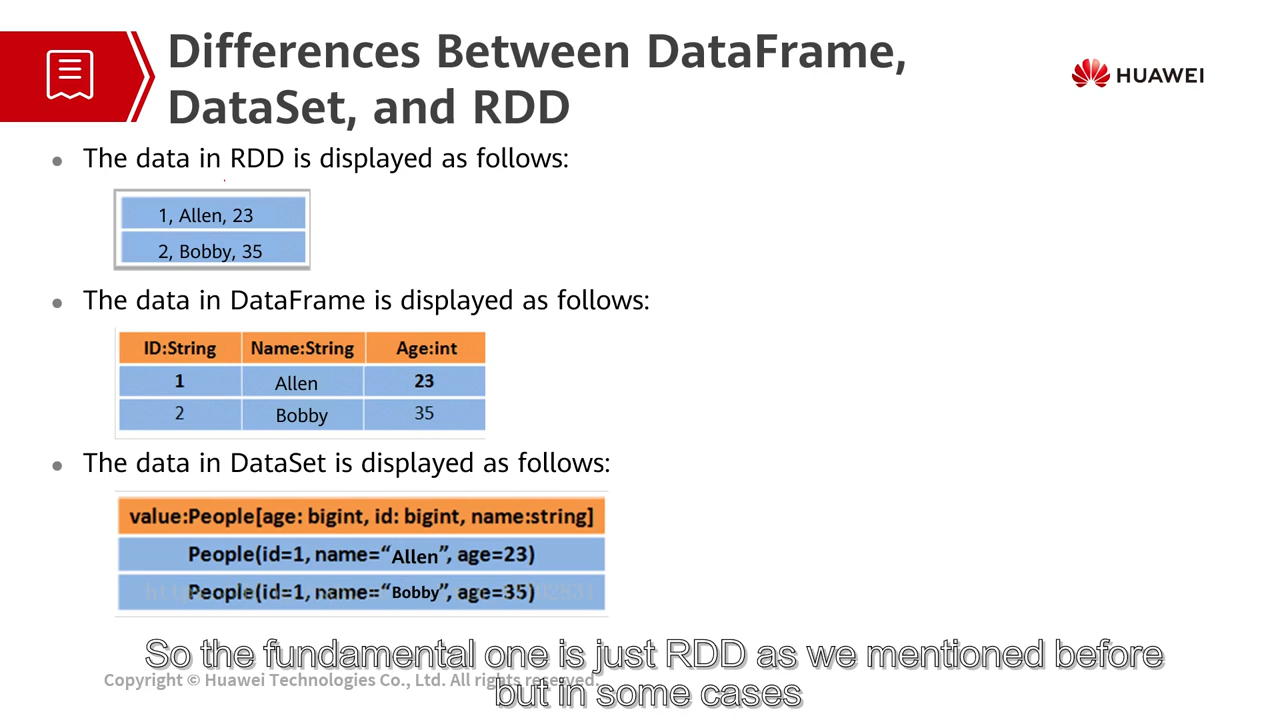 Differences Between DataFrame,
DataSet, and RDD
HUAWEI
The data in RDD is displayed as follows:
1, Allen, 23
2, Bobby, 35
The data in DataFrame is displayed as follows:
ID:String Name:String Age:int
1 Allen 23
2 Bobby 35
The data in DataSet is displayed as follows:
value:People[age: bigint, id: bigint, name:string]
People(id=1, name=“Allen”, age=23)
People(id=1, name=“Bobby”, age=35)
So the fundamental one is just RDD as we mentioned before
Copyright © Huawei Technologies Co., Ltd. All rights reserved.
but in some cases